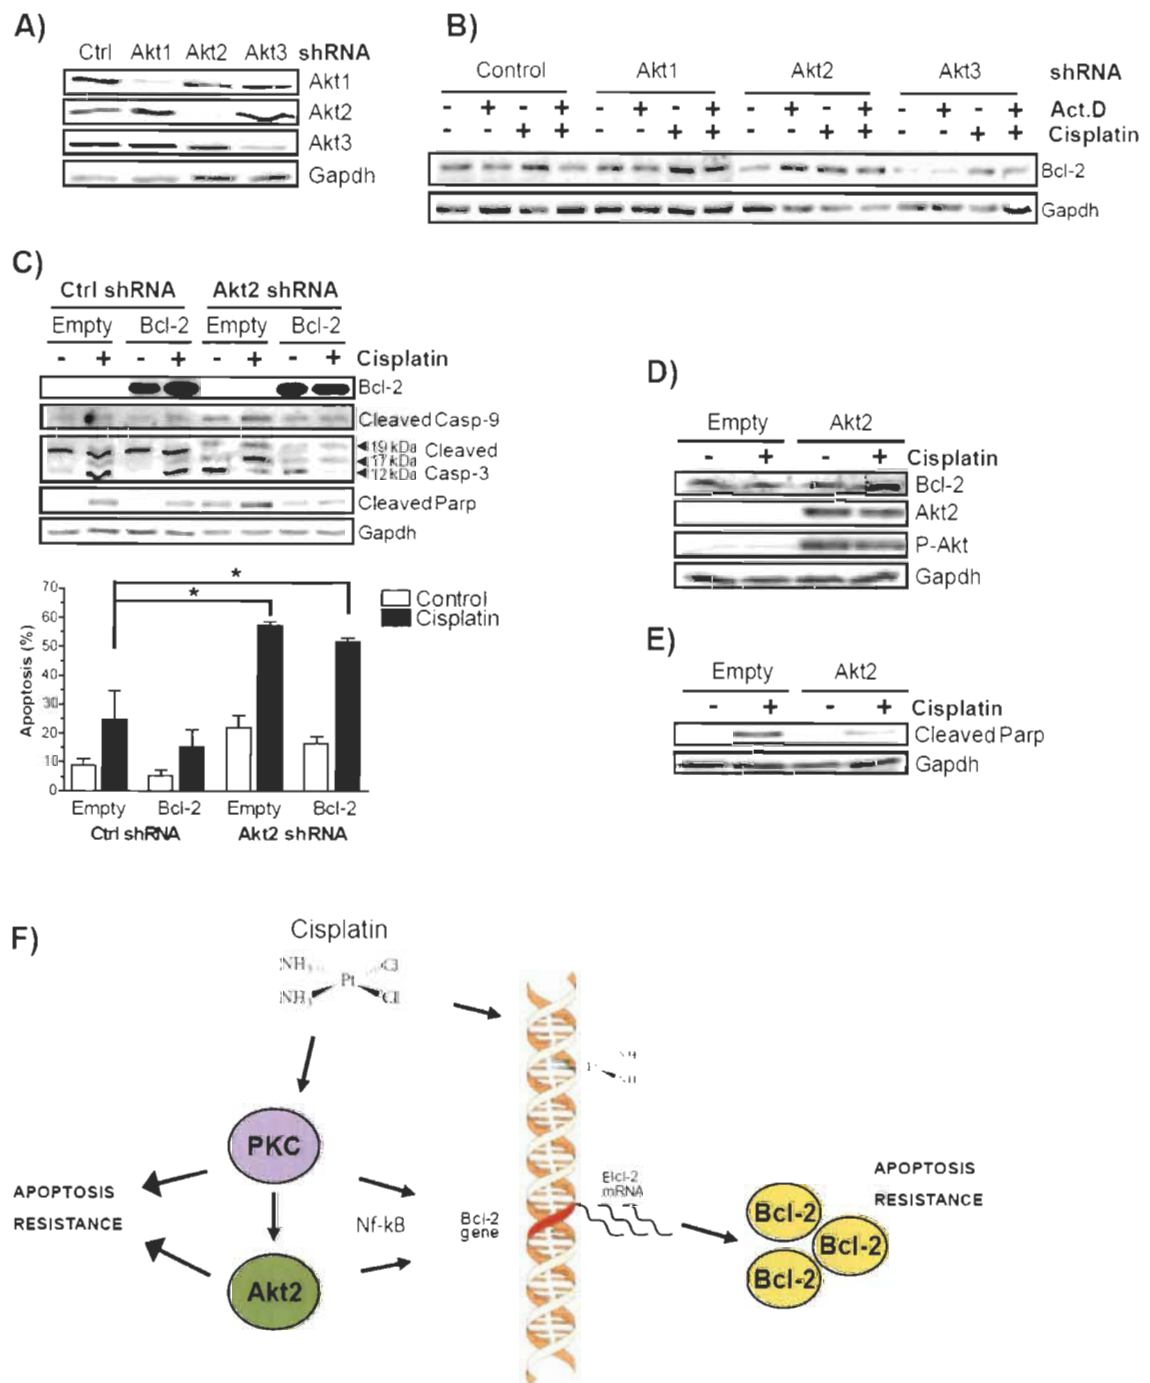 A)
Ctrl Akt1 Akt2 Akt3 shRNA
Akt1
Akt2
Akt3
Gapdh
B)
Control Akt1 Akt2 Akt3 shRNA
- + - + - + - + - + - + - + - + Act.D
- - + + - - + + - - + + - - + + Cisplatin
Bcl-2
Gapdh
C)
Ctrl shRNA Akt2 shRNA
Empty Bcl-2 Empty Bcl-2
- + - + - + - + Cisplatin
Bcl-2
Cleaved Casp-9
19 kDa Cleaved
17 kDa
12 kDa Casp-3
Cleaved Parp
Gapdh
* *
Control
Cisplatin
Apoptosis (%)
70
60
50
40
30
20
10
0
Empty Bcl-2 Empty Bcl-2
Ctrl shRNA Akt2 shRNA
D)
Empty Akt2
- + - + Cisplatin
Bcl-2
Akt2
P-Akt
Gapdh
E)
Empty Akt2
- + - + Cisplatin
Cleaved Parp
Gapdh
F)
Cisplatin
NH3 Cl
Pt
NH3 Cl
PKC
APOPTOSIS
RESISTANCE
Nf-kB
Akt2
Bcl-2
gene
Bcl-2
mRNA
Bcl-2
Bcl-2
Bcl-2
APOPTOSIS
RESISTANCE